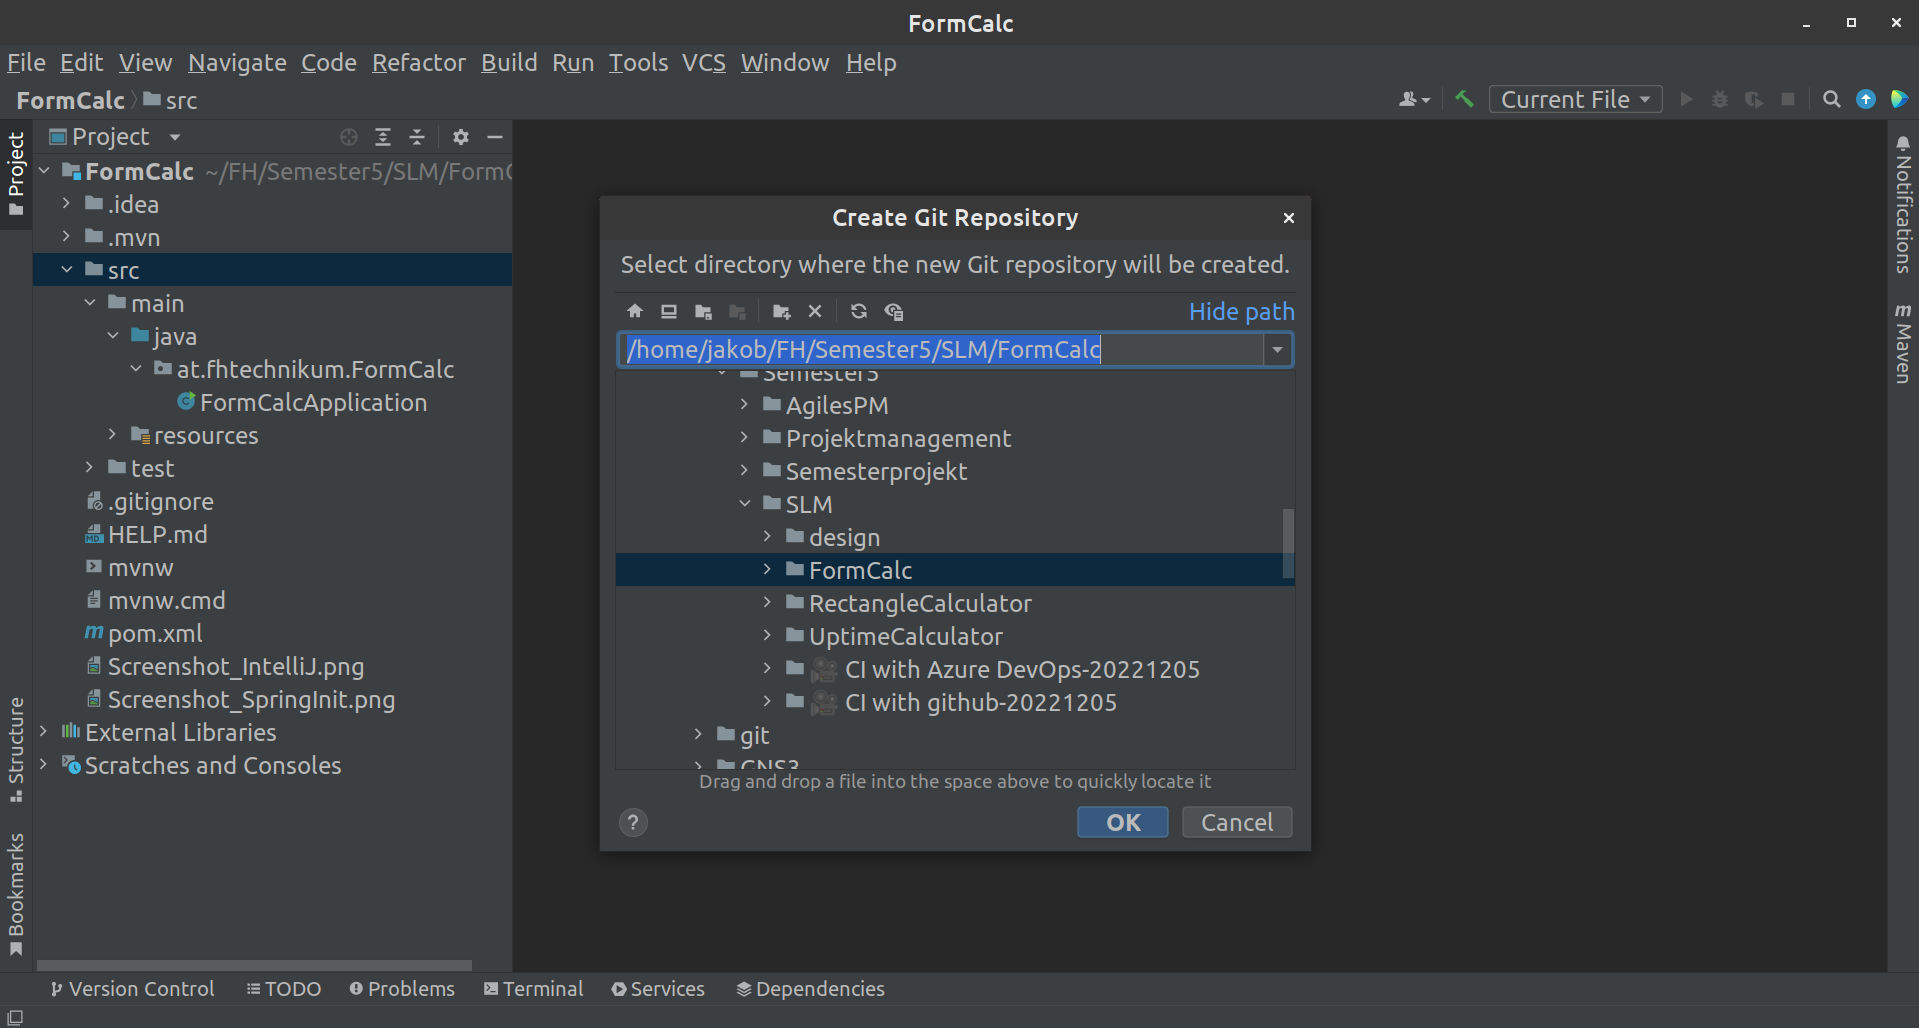 FormCalc
File Edit View Navigate Code Refactor Build Run Tools VCS Window Help
FormCalc src
Current File
Project
Project
FormCalc ~/FH/Semester5/SLM/FormC
.idea
.mvn
src
main
java
at.fhtechnikum.FormCalc
FormCalcApplication
resources
test
.gitignore
HELP.md
mvnw
mvnw.cmd
pom.xml
Screenshot_IntelliJ.png
Screenshot_SpringInit.png
External Libraries
Scratches and Consoles
Structure
Bookmarks
Create Git Repository
Select directory where the new Git repository will be created.
Hide path
/home/jakob/FH/Semester5/SLM/FormCalc
Semester5
AgilesPM
Projektmanagement
Semesterprojekt
SLM
design
FormCalc
RectangleCalculator
UptimeCalculator
CI with Azure DevOps-20221205
CI with github-20221205
git
GNS3
Drag and drop a file into the space above to quickly locate it
?
OK Cancel
Notifications
m Maven
Version Control TODO Problems Terminal Services Dependencies